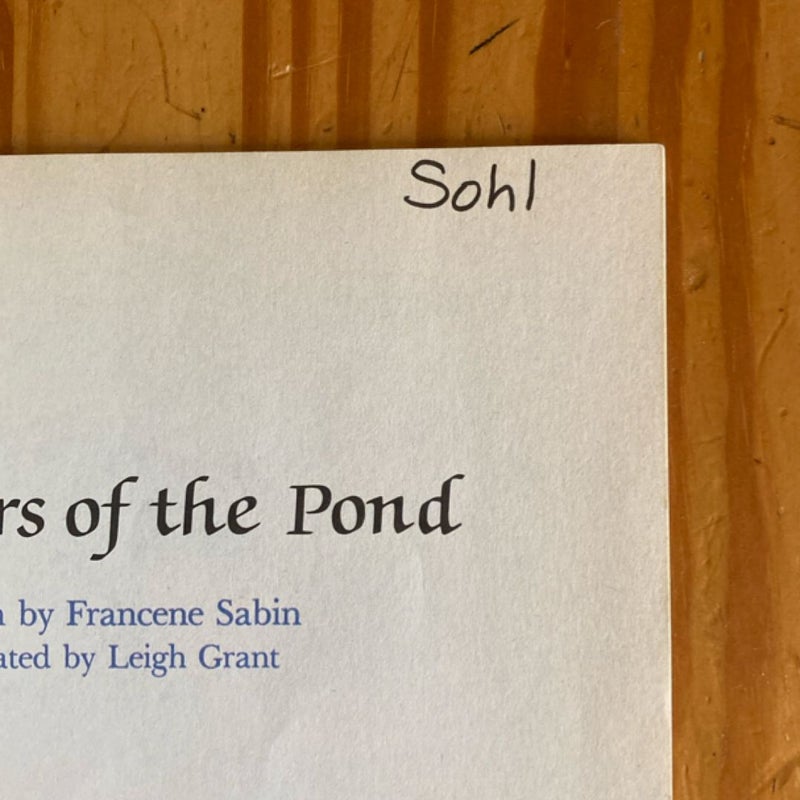 Sohl
rs of the Pond
n by Francene Sabin
ated by Leigh Grant